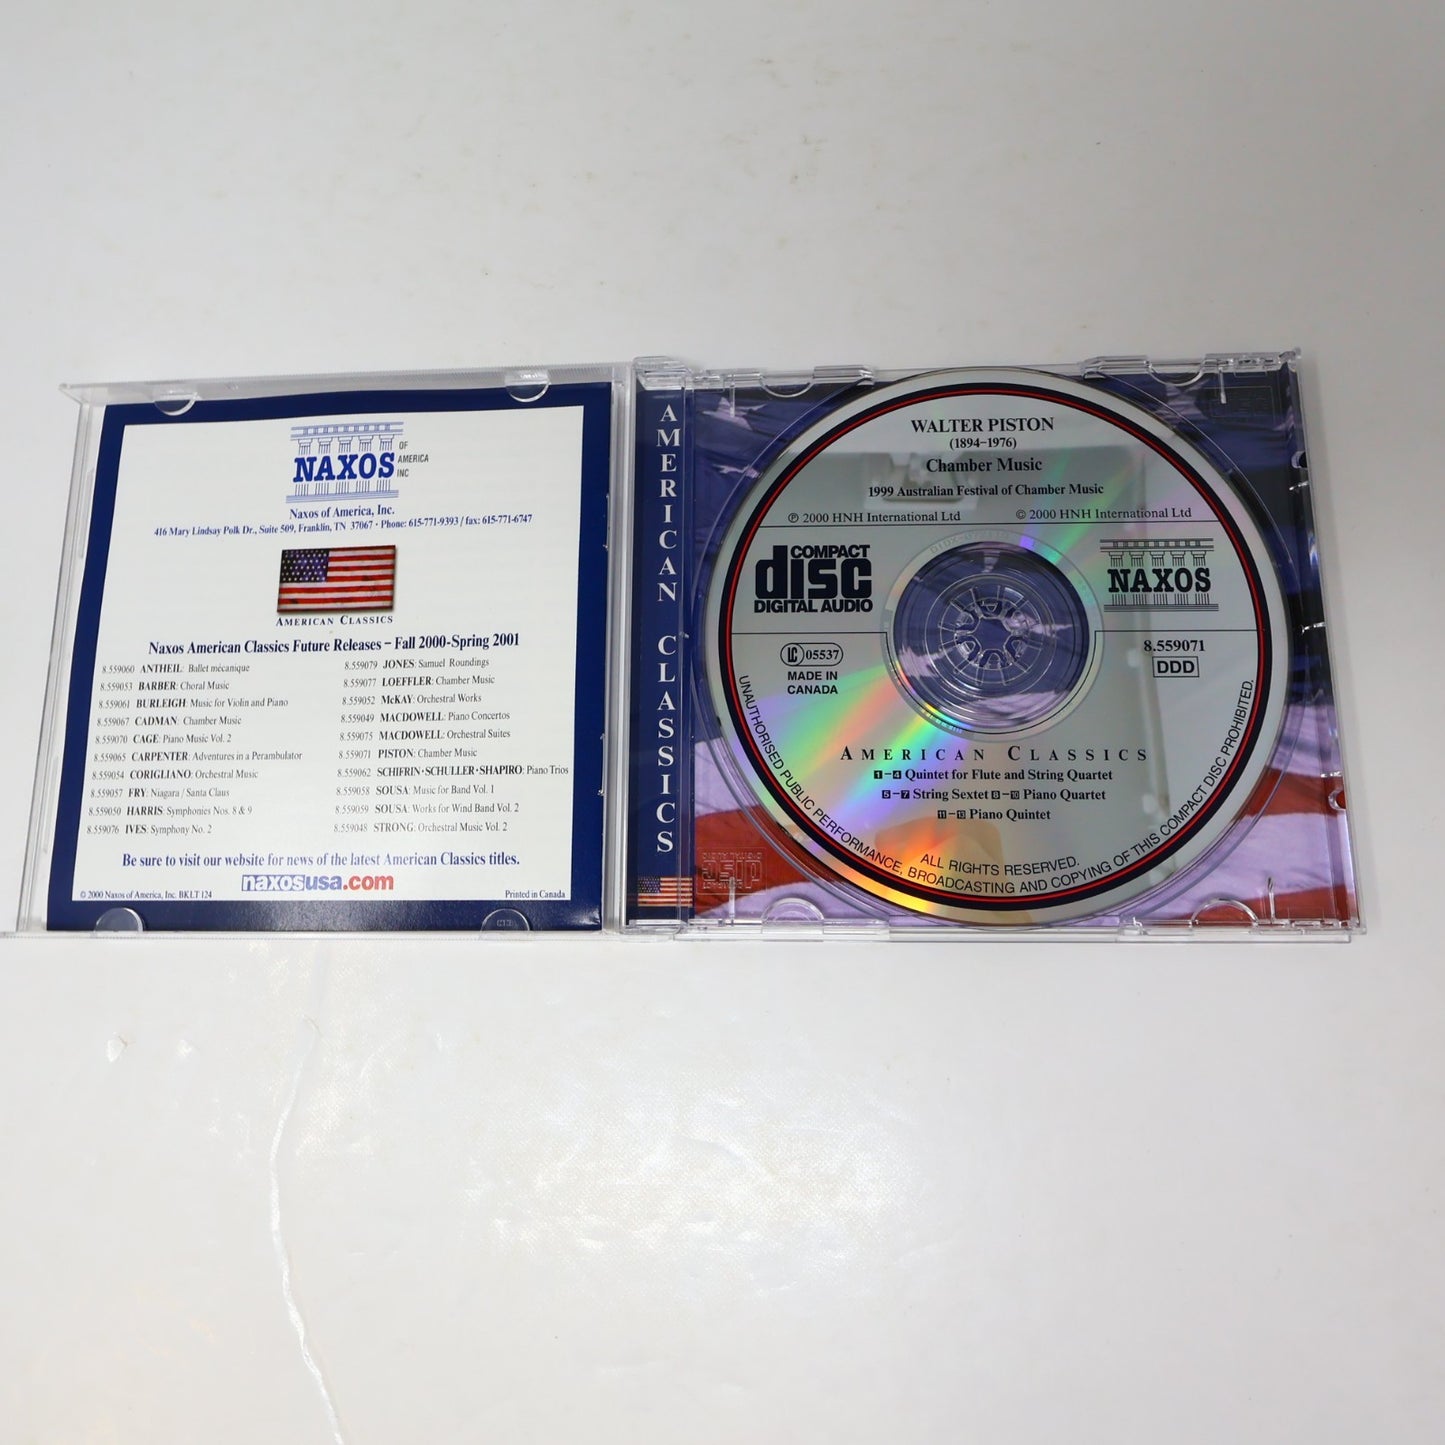 NAXOS
OF
AMERICA
INC
Naxos of America, Inc.
416 Mary Lindsay Polk Dr., Suite 509, Franklin, TN 37067 · Phone: 615-771-9393 / fax: 615-771-6747
AMERICAN CLASSICS
Naxos American Classics Future Releases – Fall 2000-Spring 2001
8.559060 ANTHEIL: Ballet mécanique
8.559053 BARBER: Choral Music
8.559061 BURLEIGH: Music for Violin and Piano
8.559067 CADMAN: Chamber Music
8.559070 CAGE: Piano Music Vol. 2
8.559065 CARPENTER: Adventures in a Perambulator
8.559054 CORIGLIANO: Orchestral Music
8.559057 FRY: Niagara / Santa Claus
8.559050 HARRIS: Symphonies Nos. 8 & 9
8.559076 IVES: Symphony No. 2
8.559079 JONES: Samuel Roundings
8.559077 LOEFFLER: Chamber Music
8.559052 McKAY: Orchestral Works
8.559049 MACDOWELL: Piano Concertos
8.559075 MACDOWELL: Orchestral Suites
8.559071 PISTON: Chamber Music
8.559062 SCHIFRIN·SCHULLER·SHAPIRO: Piano Trios
8.559058 SOUSA: Music for Band Vol. 1
8.559059 SOUSA: Works for Wind Band Vol. 2
8.559048 STRONG: Orchestral Music Vol. 2
Be sure to visit our website for news of the latest American Classics titles.
naxosusa.com
© 2000 Naxos of America, Inc. BKLT 124
Printed in Canada
AMERICAN CLASSICS
WALTER PISTON
(1894–1976)
Chamber Music
1999 Australian Festival of Chamber Music
℗ 2000 HNH International Ltd
© 2000 HNH International Ltd
COMPACT
disc
DIGITAL AUDIO
NAXOS
LC 05537
MADE IN
CANADA
8.559071
DDD
AMERICAN CLASSICS
1–4 Quintet for Flute and String Quartet
5–7 String Sextet 8–10 Piano Quartet
11–13 Piano Quintet
ALL RIGHTS RESERVED.
UNAUTHORISED PUBLIC PERFORMANCE, BROADCASTING AND COPYING OF THIS COMPACT DISC PROHIBITED.